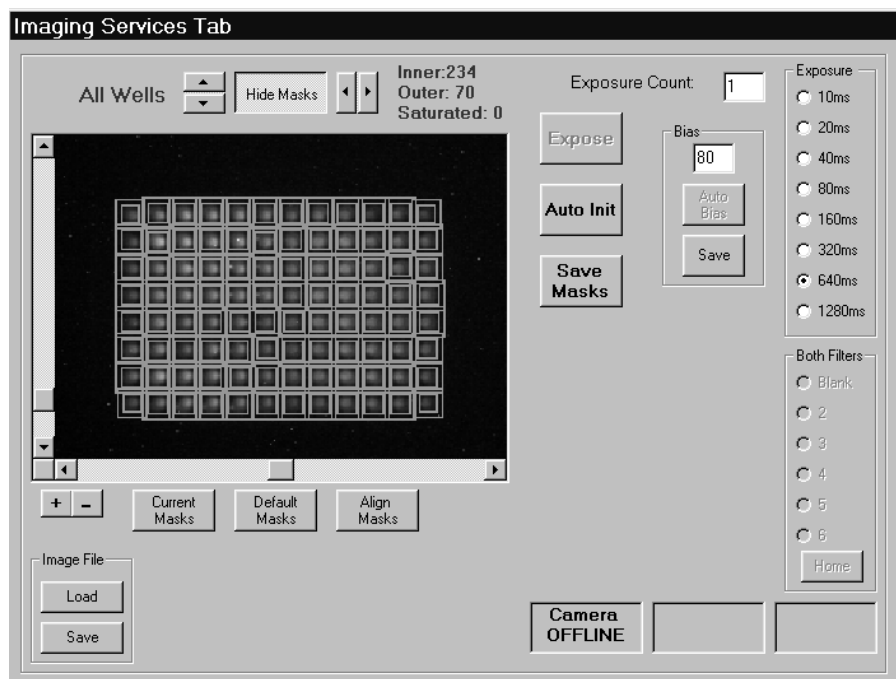 Imaging Services Tab
All Wells
Hide Masks
Inner:234
Outer: 70
Saturated: 0
Exposure Count:
1
Expose
Auto Init
Save
Masks
Bias
80
Auto
Bias
Save
Exposure
10ms
20ms
40ms
80ms
160ms
320ms
640ms
1280ms
Both Filters
Blank
2
3
4
5
6
Home
+ -
Current
Masks
Default
Masks
Align
Masks
Image File
Load
Save
Camera
OFFLINE